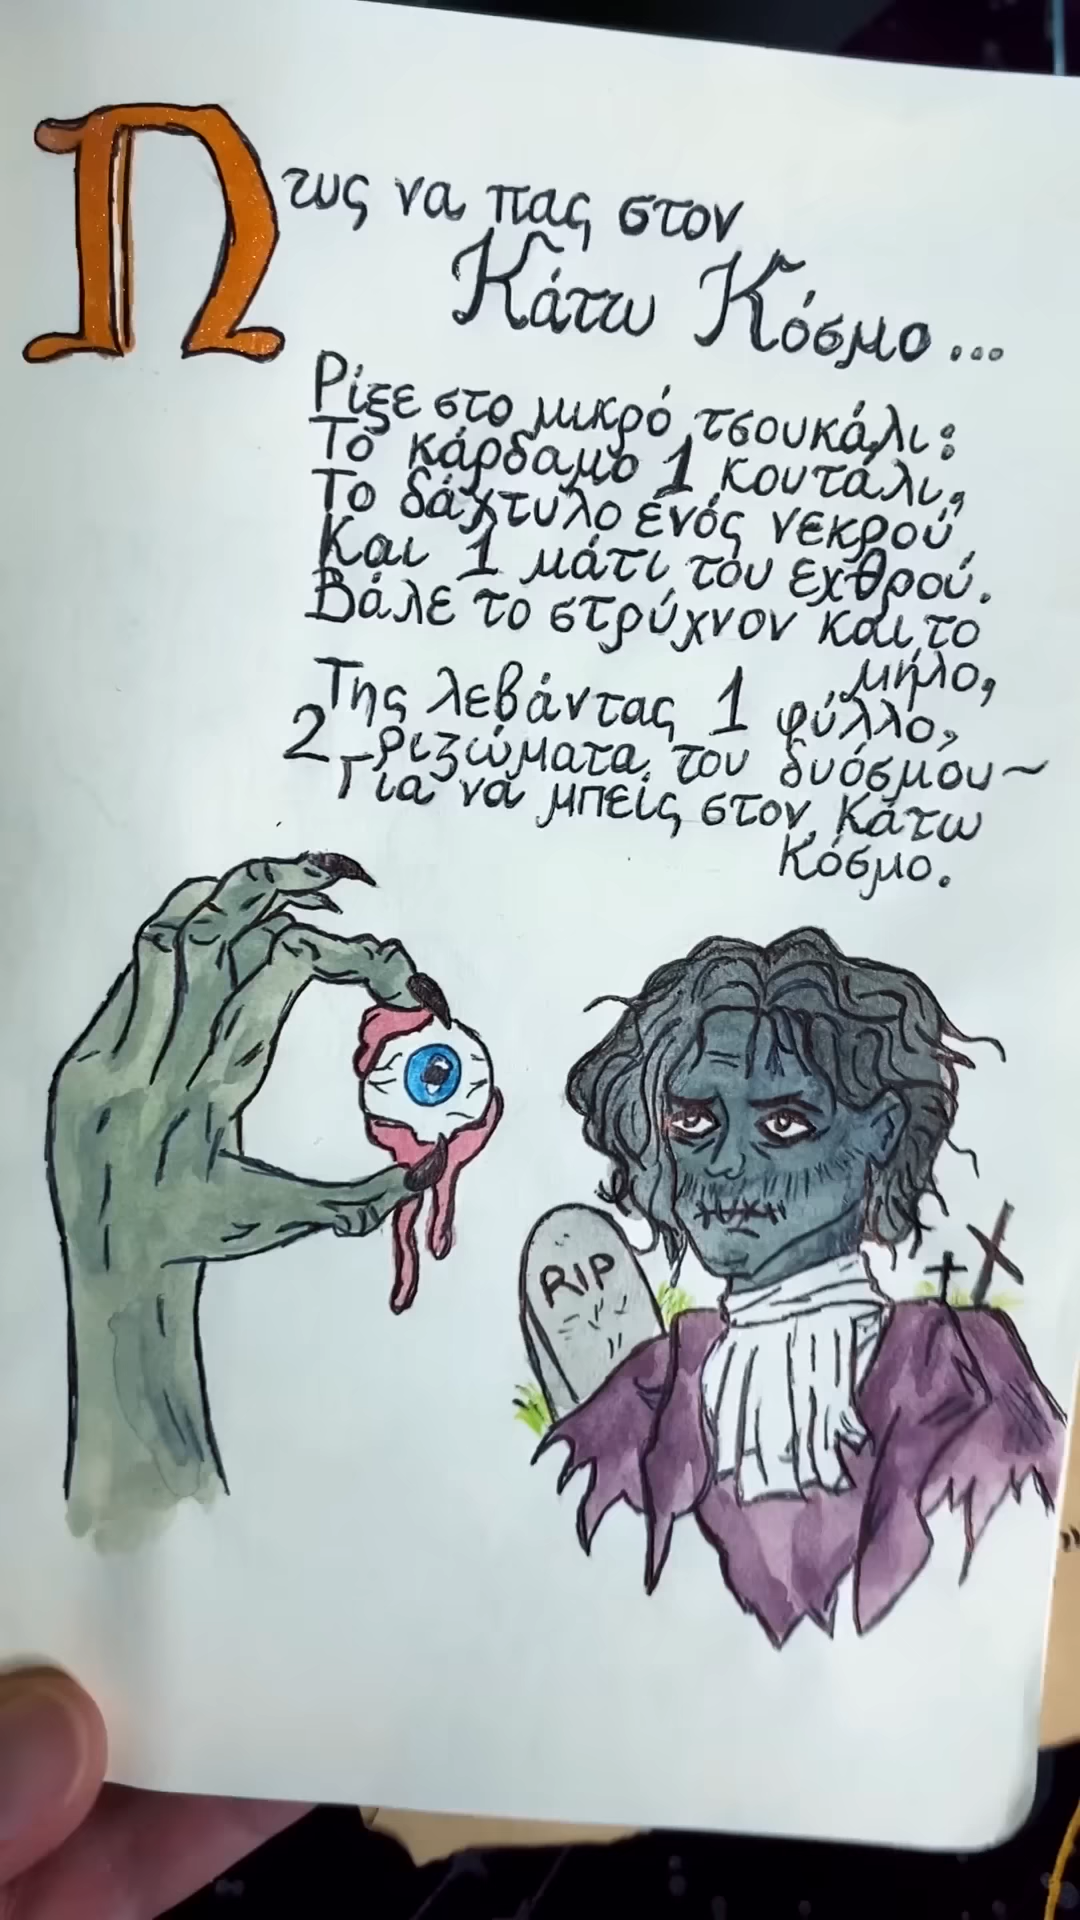 Πως να πας στον
Κάτω Κόσμο...
Ρίξε στο μικρό τσουκάλι:
Το κάρδαμο 1 κουτάλι,
Το δάχτυλο ενός νεκρού
Και 1 μάτι του εχθρού.
Βάλε το στρύχνον και το
μήλο,
Της λεβάντας 1 φύλλο,
2 ριζώματα του δυόσμου~
Για να μπεις στον Κάτω
Κόσμο.
RIP